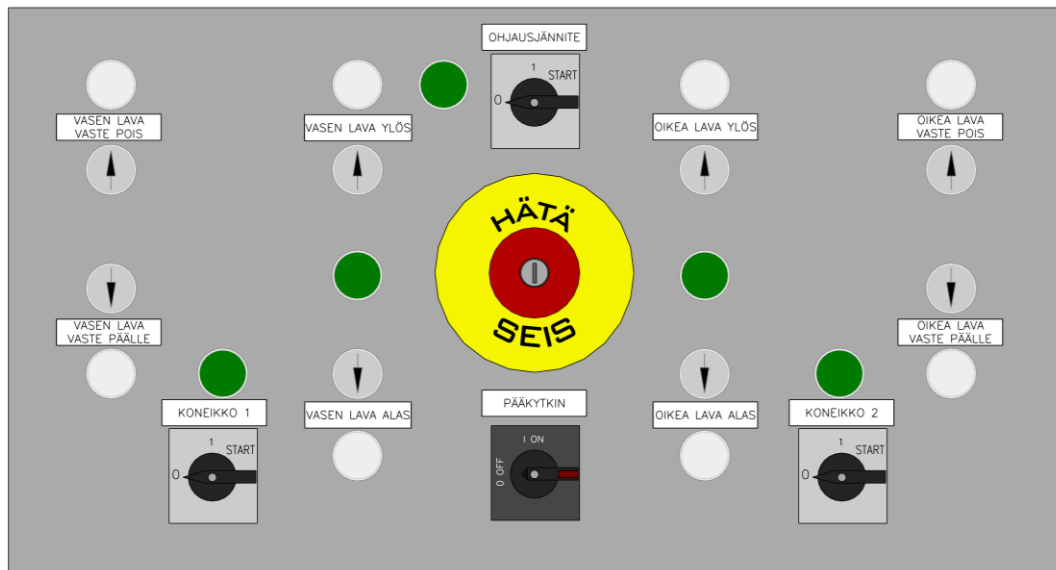 OHJAUSJÄNNITE
1
START
0
VASEN LAVA
VASTE POIS
VASEN LAVA YLÖS
OIKEA LAVA YLÖS
OIKEA LAVA
VASTE POIS
HÄTÄ
SEIS
VASEN LAVA
VASTE PÄÄLLE
OIKEA LAVA
VASTE PÄÄLLE
KONEIKKO 1
VASEN LAVA ALAS
PÄÄKYTKIN
OIKEA LAVA ALAS
KONEIKKO 2
1
START
0
I ON
0 OFF
1
START
0